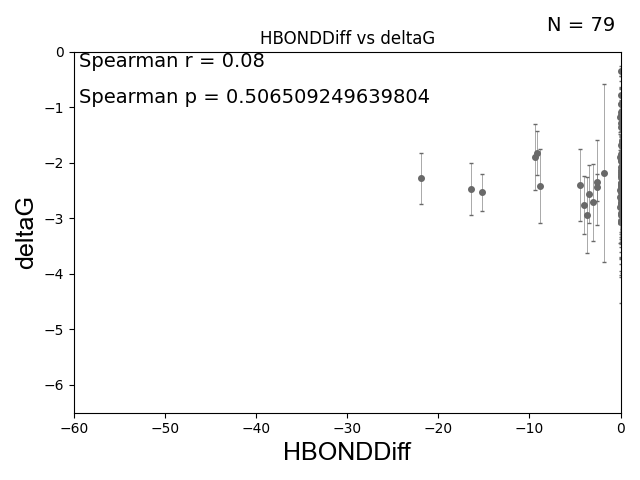 N = 79
HBONDDiff vs deltaG
Spearman r = 0.08
Spearman p = 0.506509249639804
deltaG
0
−1
−2
−3
−4
−5
−6
−60
−50
−40
−30
−20
−10
0
HBONDDiff